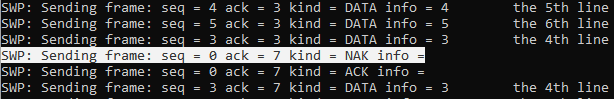 SWP: Sending frame: seq = 4 ack = 3 kind = DATA info = 4 the 5th line
SWP: Sending frame: seq = 5 ack = 3 kind = DATA info = 5 the 6th line
SWP: Sending frame: seq = 3 ack = 3 kind = DATA info = 3 the 4th line
SWP: Sending frame: seq = 0 ack = 7 kind = NAK info =
SWP: Sending frame: seq = 0 ack = 7 kind = ACK info =
SWP: Sending frame: seq = 3 ack = 7 kind = DATA info = 3 the 4th line